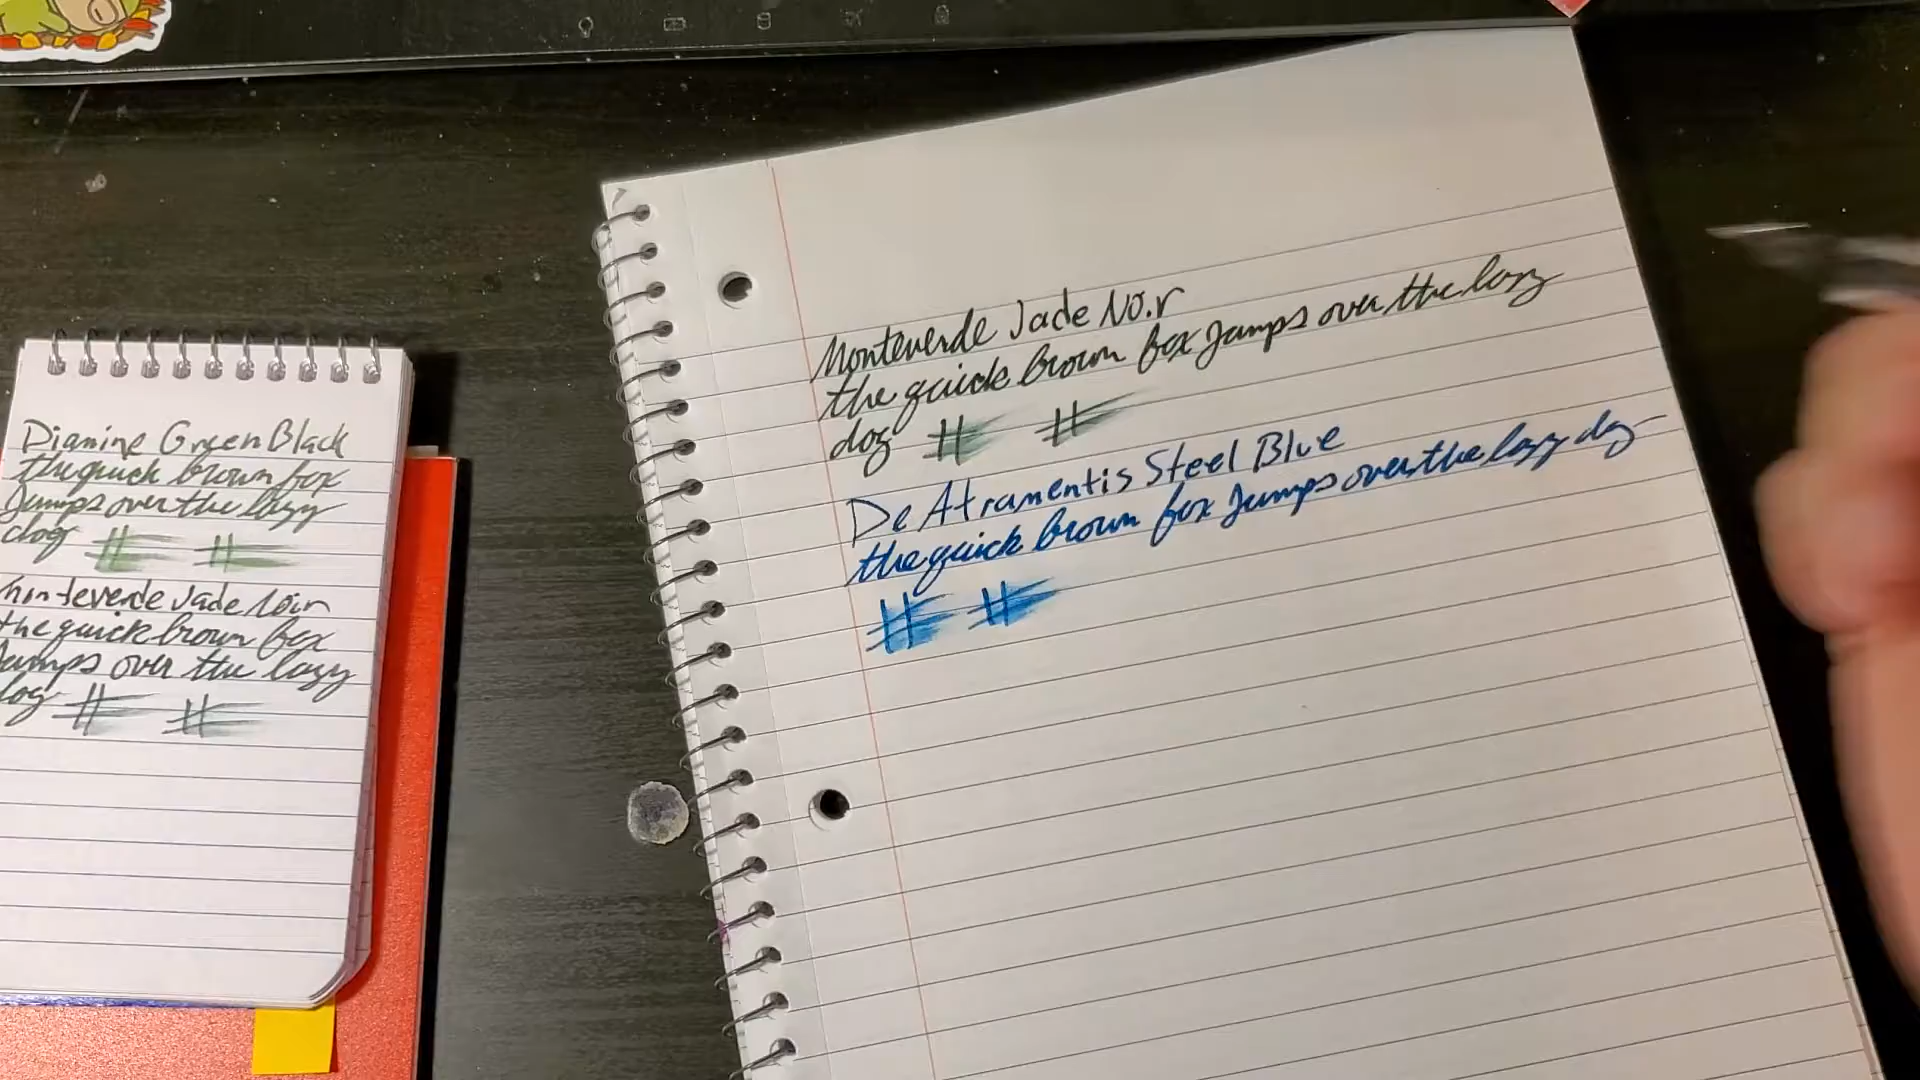 Diamine Green Black
the quick brown fox
Jumps over the lazy
dog
Monteverde Jade Noir
the quick brown fox
Jumps over the lazy
dog
Monteverde Jade No.r
the quick brown fox Jumps over the lazy
dog
De Atramentis Steel Blue
the quick brown fox Jumps over the lazy dog